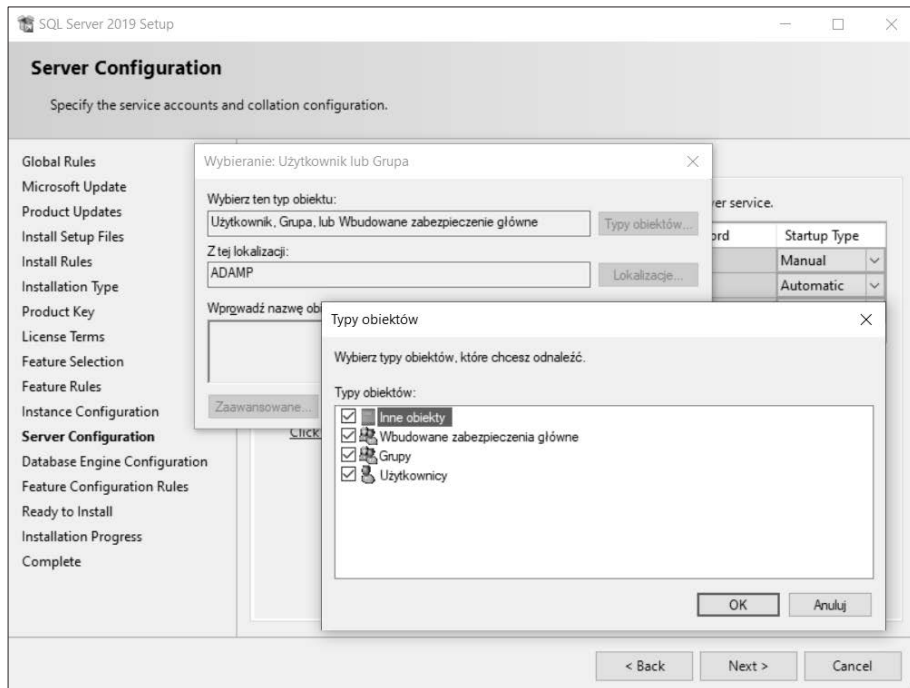 SQL Server 2019 Setup
Server Configuration
Specify the service accounts and collation configuration.
Global Rules
Microsoft Update
Product Updates
Install Setup Files
Install Rules
Installation Type
Product Key
License Terms
Feature Selection
Feature Rules
Instance Configuration
Server Configuration
Database Engine Configuration
Feature Configuration Rules
Ready to Install
Installation Progress
Complete
Wybieranie: Użytkownik lub Grupa
Wybierz ten typ obiektu:
Użytkownik, Grupa, lub Wbudowane zabezpieczenie główne
Typy obiektów...
Z tej lokalizacji:
ADAMP
Lokalizacje...
Wprowadź nazwę ob
Zaawansowane...
Click
er service.
ord Startup Type
Manual
Automatic
Typy obiektów
Wybierz typy obiektów, które chcesz odnaleźć.
Typy obiektów:
Inne obiekty
Wbudowane zabezpieczenia główne
Grupy
Użytkownicy
OK Anuluj
< Back Next > Cancel